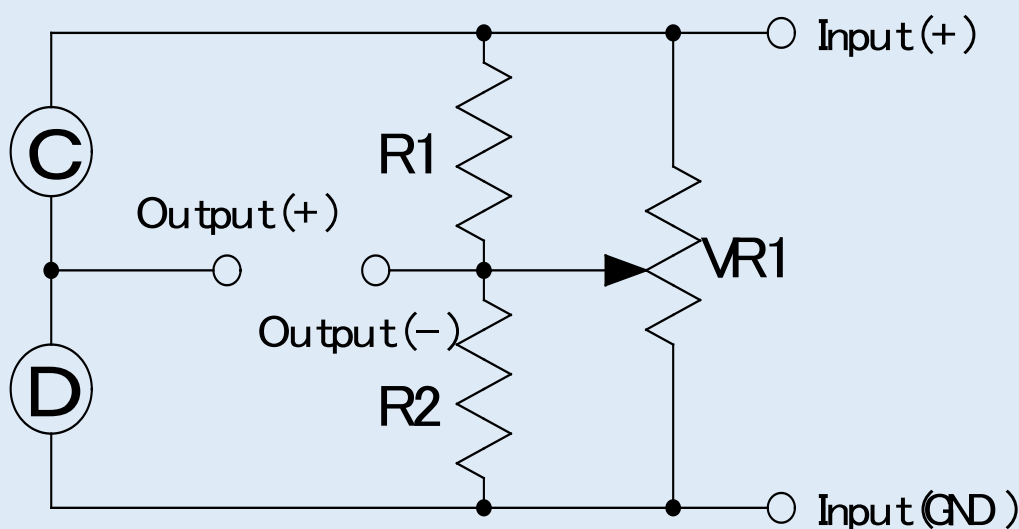 Input(+)
R1
C
Output(+)
VR1
Output(−)
D
R2
Input(GND)